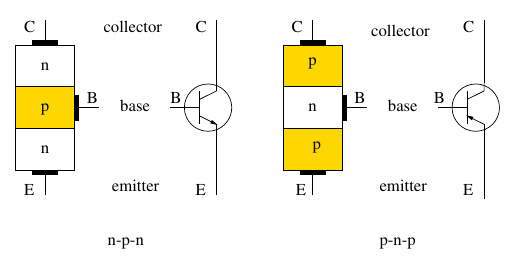 C collector C C collector C
n p
p B base B n B base B
n p
E emitter E E emitter E
n-p-n p-n-p